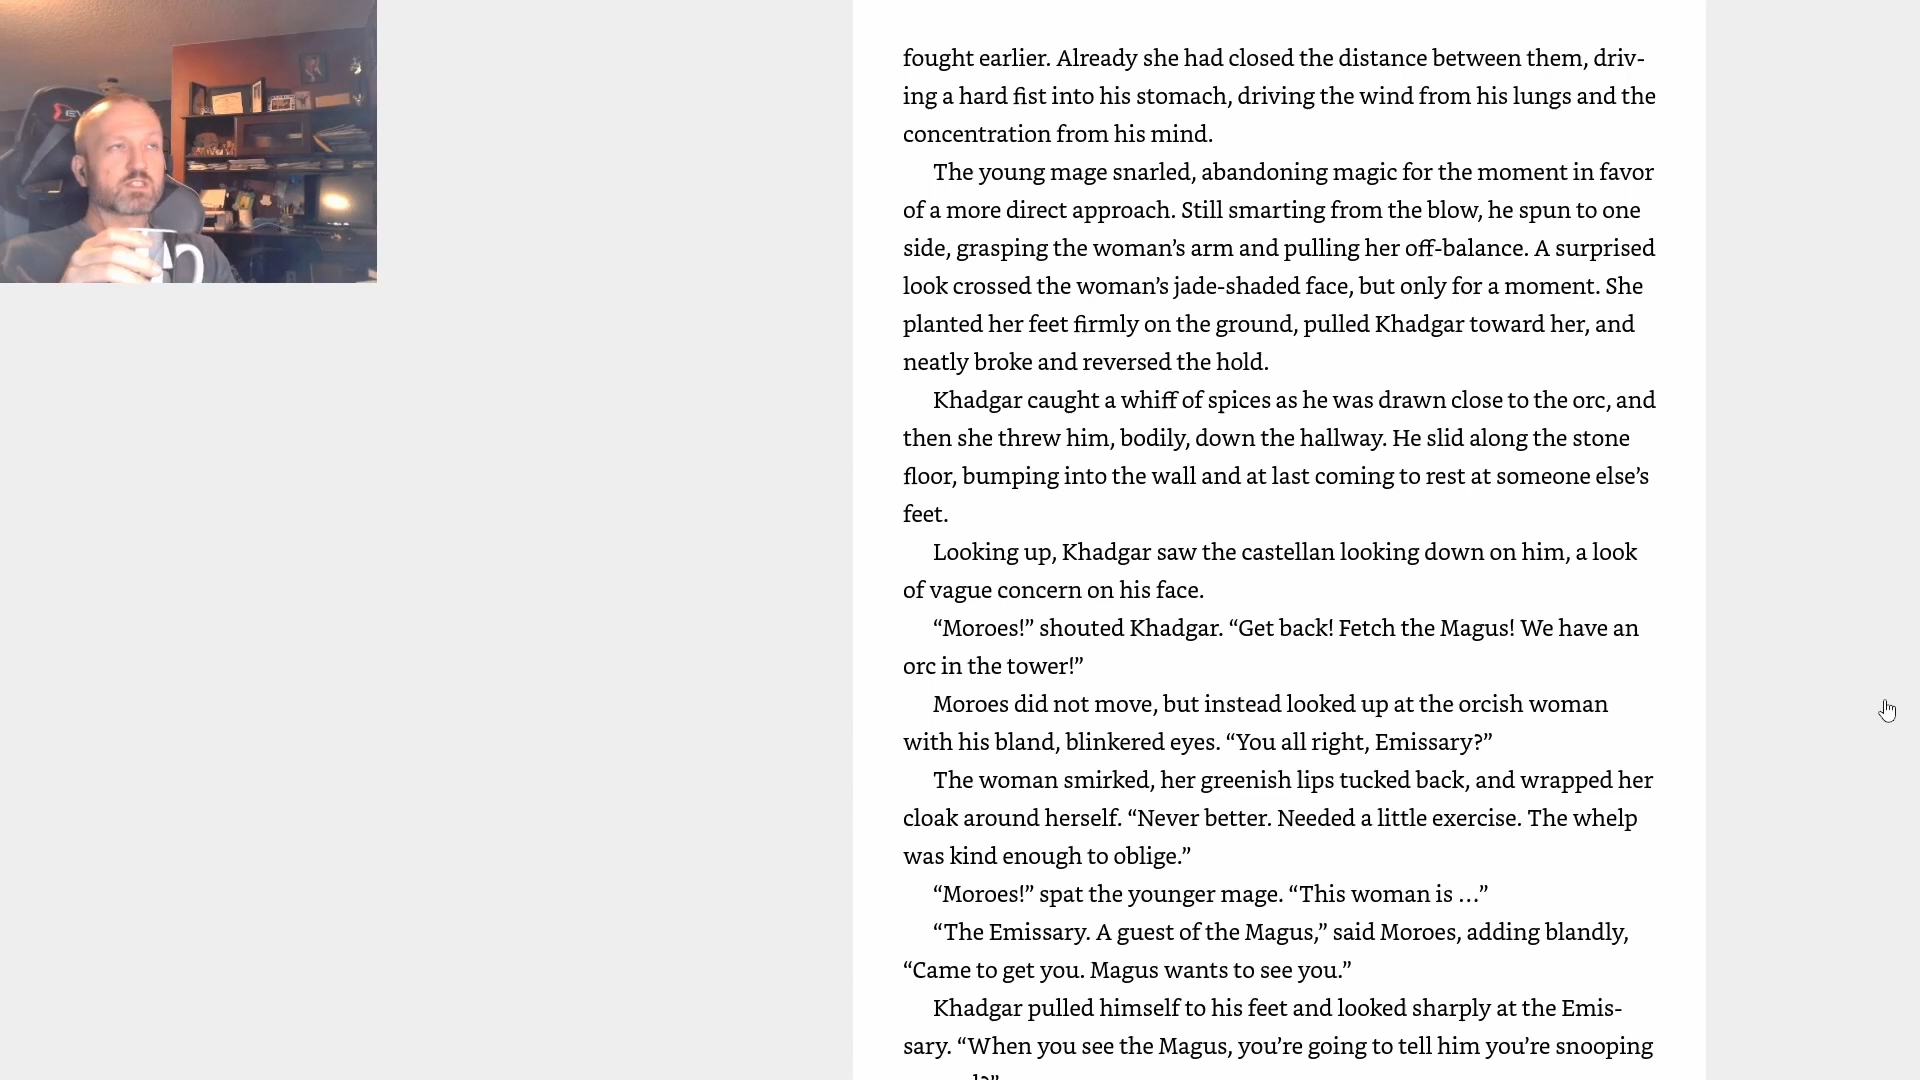 fought earlier. Already she had closed the distance between them, driv-
ing a hard fist into his stomach, driving the wind from his lungs and the
concentration from his mind.
The young mage snarled, abandoning magic for the moment in favor
of a more direct approach. Still smarting from the blow, he spun to one
side, grasping the woman’s arm and pulling her off-balance. A surprised
look crossed the woman’s jade-shaded face, but only for a moment. She
planted her feet firmly on the ground, pulled Khadgar toward her, and
neatly broke and reversed the hold.
Khadgar caught a whiff of spices as he was drawn close to the orc, and
then she threw him, bodily, down the hallway. He slid along the stone
floor, bumping into the wall and at last coming to rest at someone else’s
feet.
Looking up, Khadgar saw the castellan looking down on him, a look
of vague concern on his face.
“Moroes!” shouted Khadgar. “Get back! Fetch the Magus! We have an
orc in the tower!”
Moroes did not move, but instead looked up at the orcish woman
with his bland, blinkered eyes. “You all right, Emissary?”
The woman smirked, her greenish lips tucked back, and wrapped her
cloak around herself. “Never better. Needed a little exercise. The whelp
was kind enough to oblige.”
“Moroes!” spat the younger mage. “This woman is …”
“The Emissary. A guest of the Magus,” said Moroes, adding blandly,
“Came to get you. Magus wants to see you.”
Khadgar pulled himself to his feet and looked sharply at the Emis-
sary. “When you see the Magus, you’re going to tell him you’re snooping